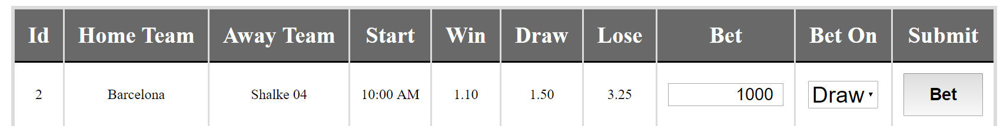 Id Home Team Away Team Start Win Draw Lose Bet Bet On Submit
2 Barcelona Shalke 04 10:00 AM 1.10 1.50 3.25 1000 Draw Bet